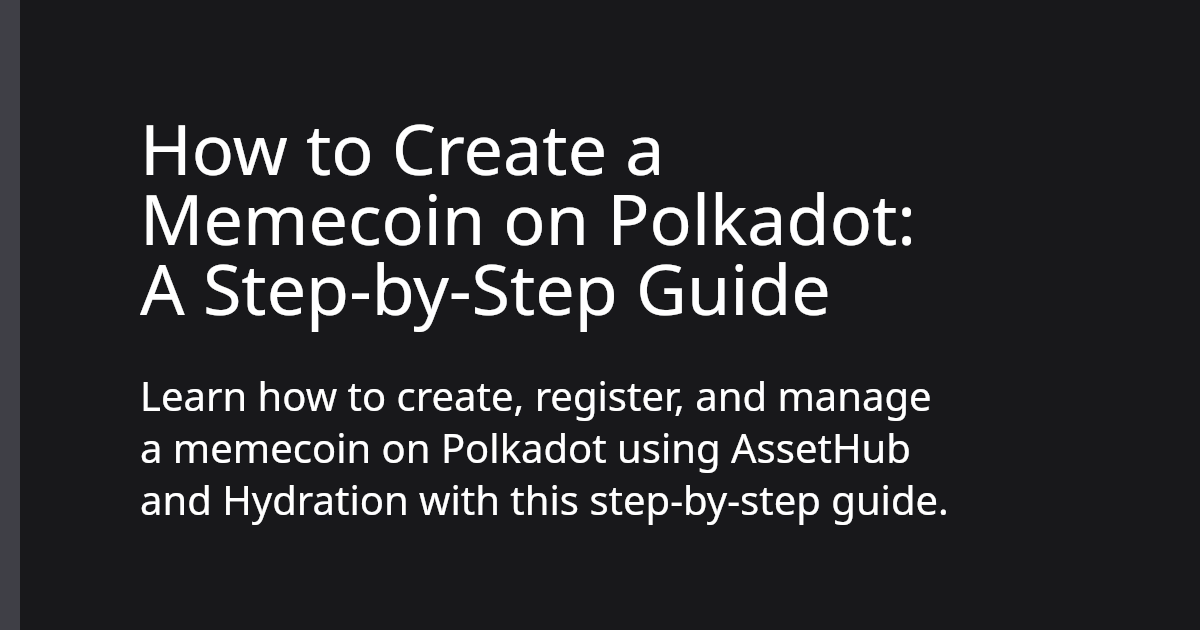 How to Create a
Memecoin on Polkadot:
A Step-by-Step Guide
Learn how to create, register, and manage
a memecoin on Polkadot using AssetHub
and Hydration with this step-by-step guide.